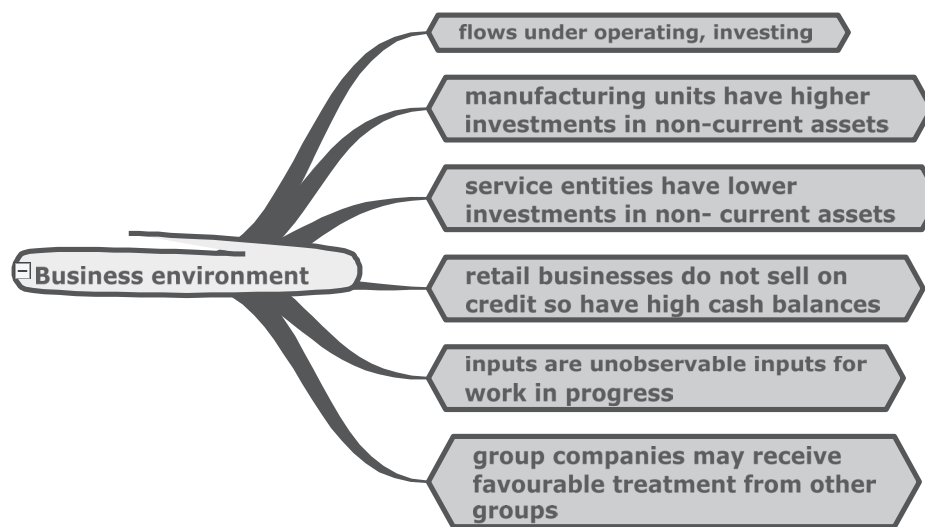 flows under operating, investing
manufacturing units have higher
investments in non-current assets
service entities have lower
investments in non- current assets
Business environment
retail businesses do not sell on
credit so have high cash balances
inputs are unobservable inputs for
work in progress
group companies may receive
favourable treatment from other
groups